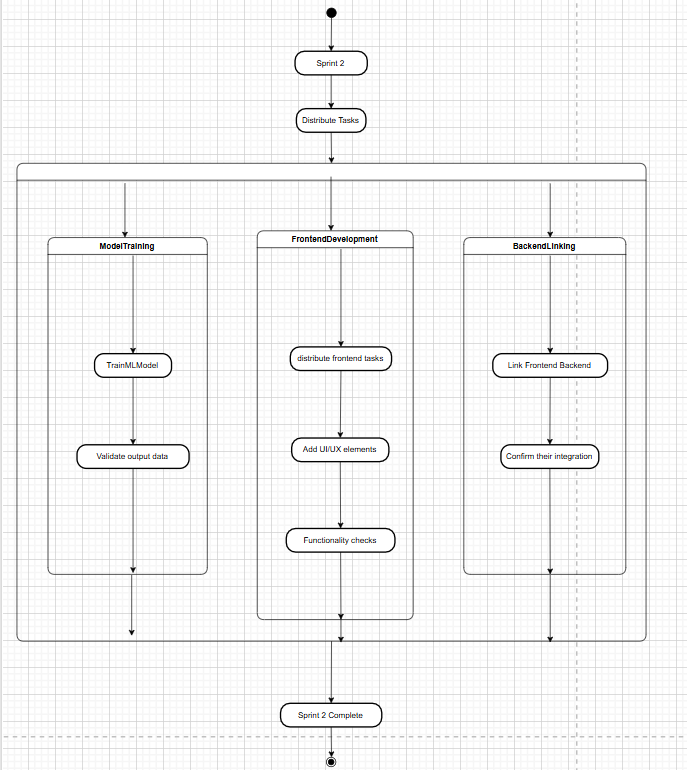 Sprint 2
Distribute Tasks
ModelTraining
FrontendDevelopment
BackendLinking
TrainMLModel
distribute frontend tasks
Link Frontend Backend
Validate output data
Add UI/UX elements
Confirm their integration
Functionality checks
Sprint 2 Complete